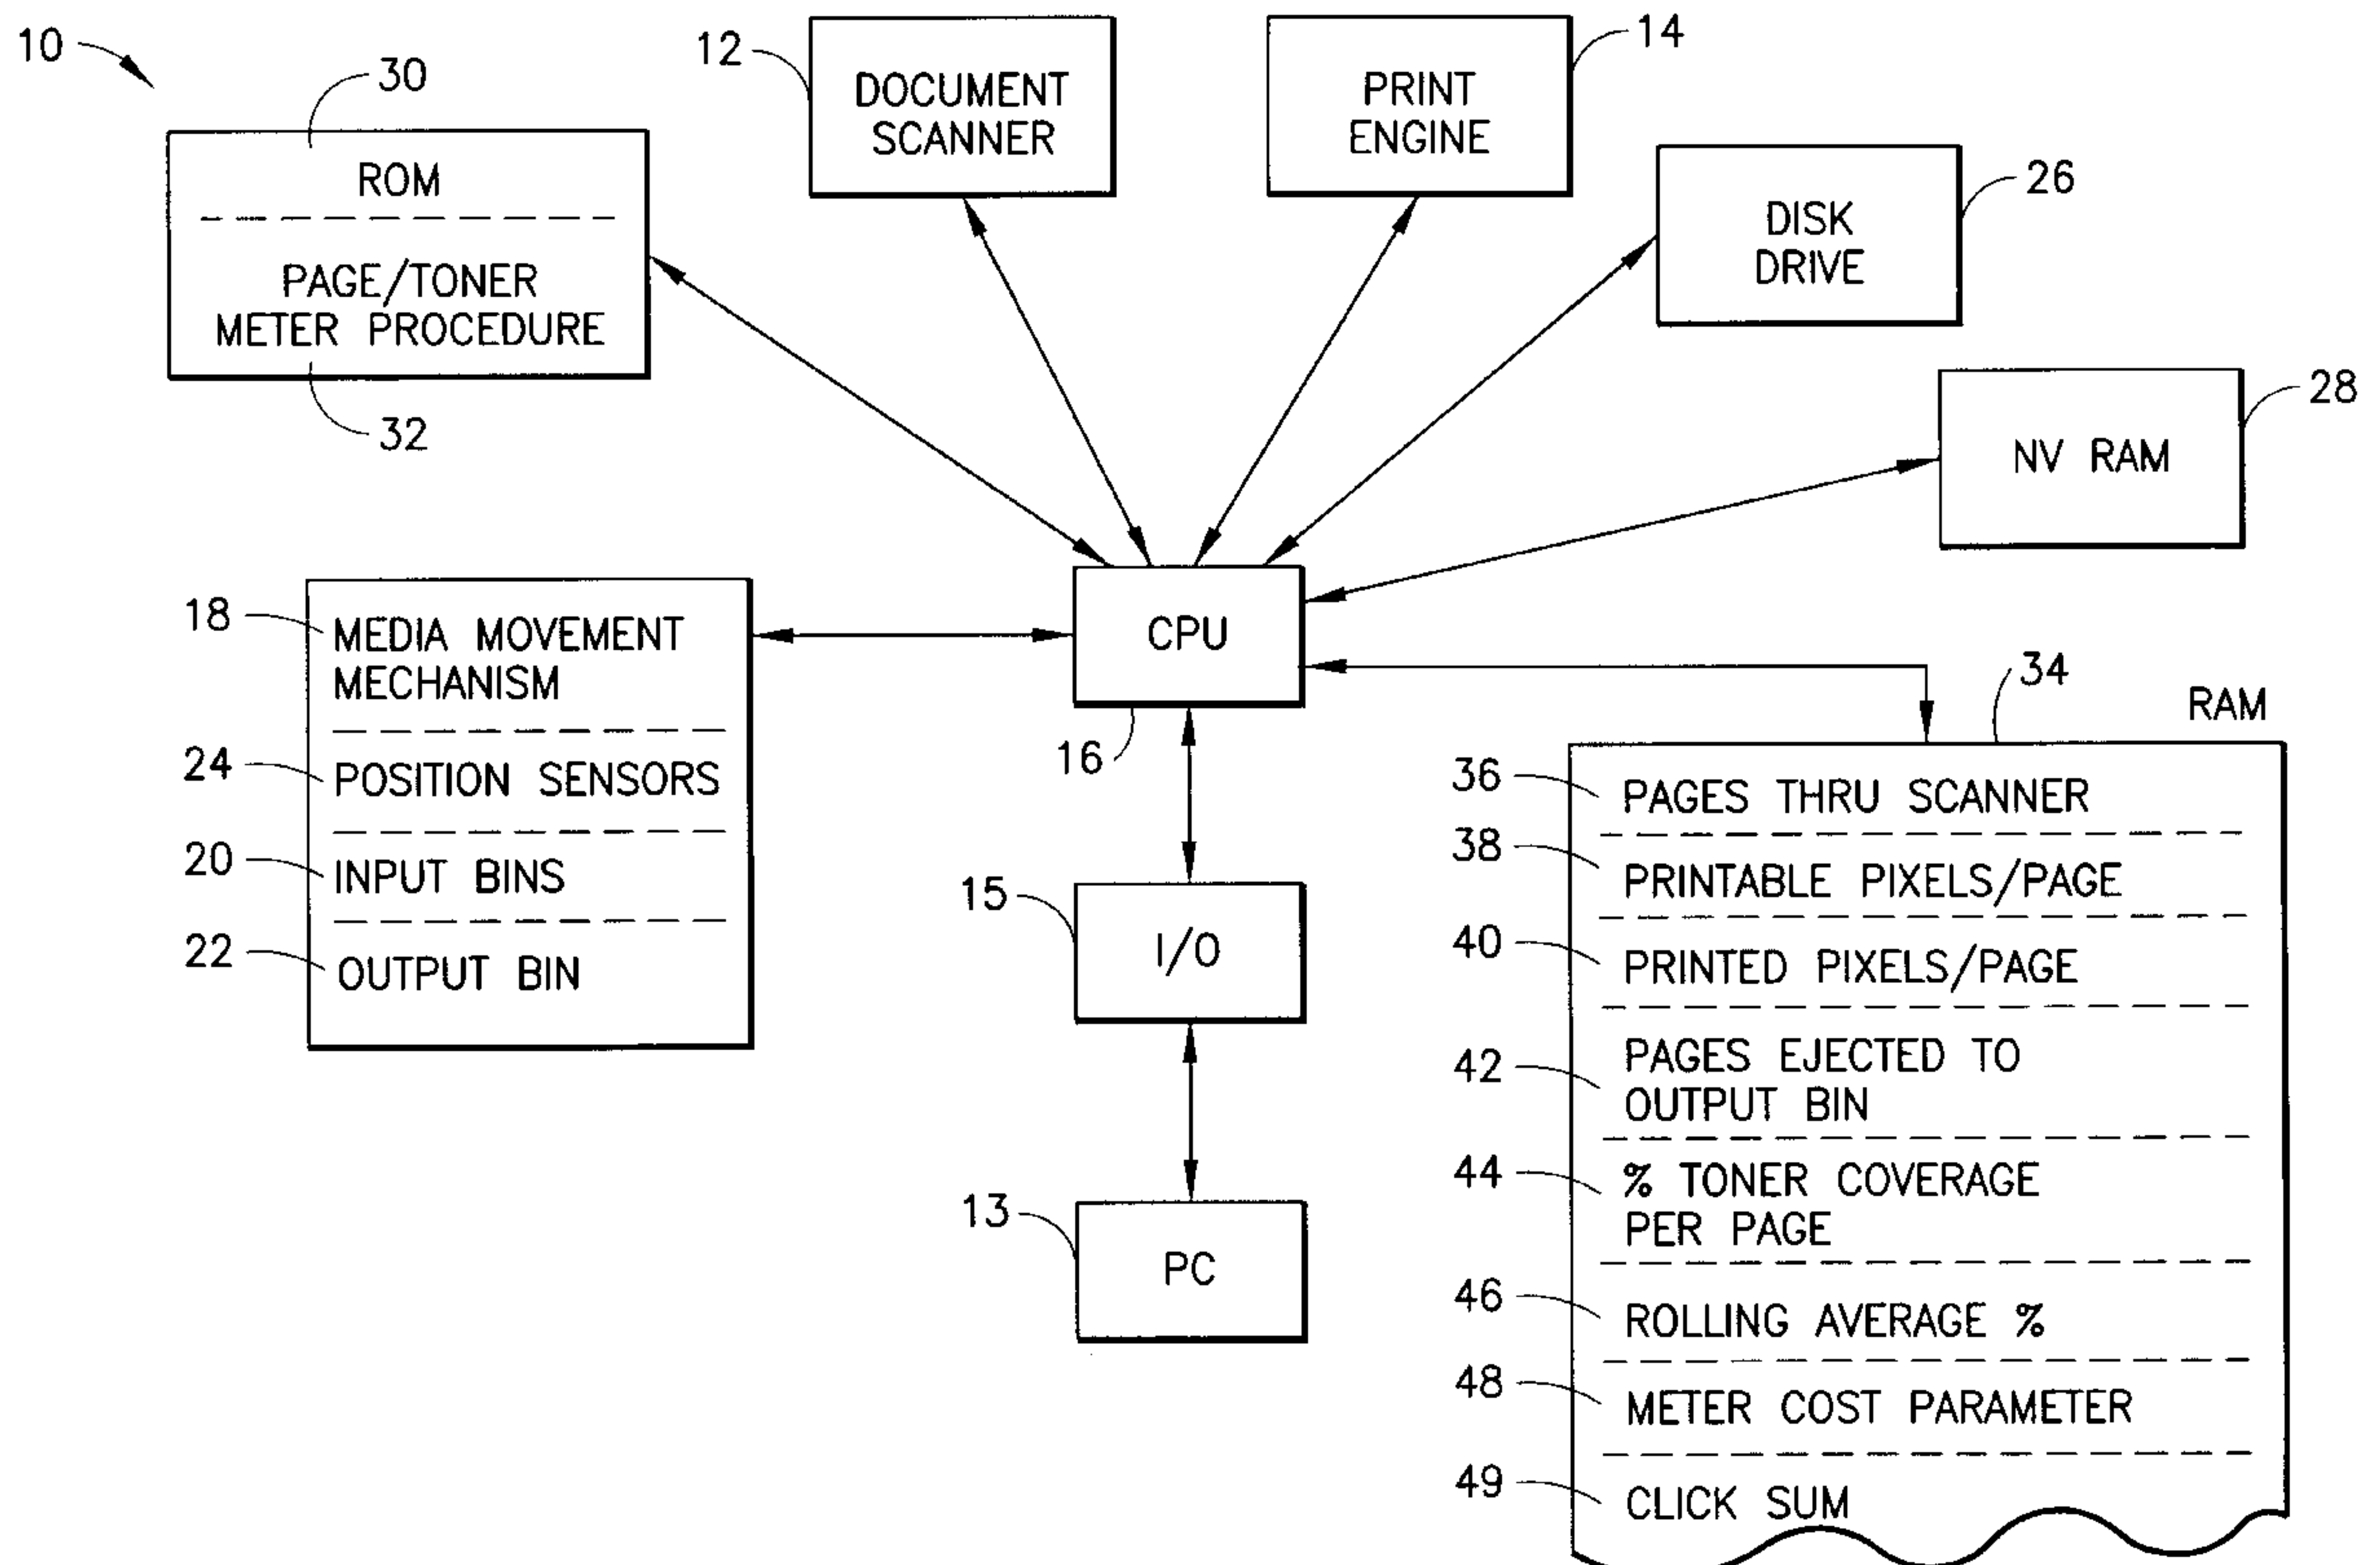 10
30
ROM
PAGE/TONER
METER PROCEDURE
32
12
DOCUMENT
SCANNER
14
PRINT
ENGINE
26
DISK
DRIVE
28
NV RAM
18
MEDIA MOVEMENT
MECHANISM
24
POSITION SENSORS
20
INPUT BINS
22
OUTPUT BIN
CPU
16
15
I/O
13
PC
34
RAM
36
PAGES THRU SCANNER
38
PRINTABLE PIXELS/PAGE
40
PRINTED PIXELS/PAGE
42
PAGES EJECTED TO
OUTPUT BIN
44
% TONER COVERAGE
PER PAGE
46
ROLLING AVERAGE %
48
METER COST PARAMETER
49
CLICK SUM